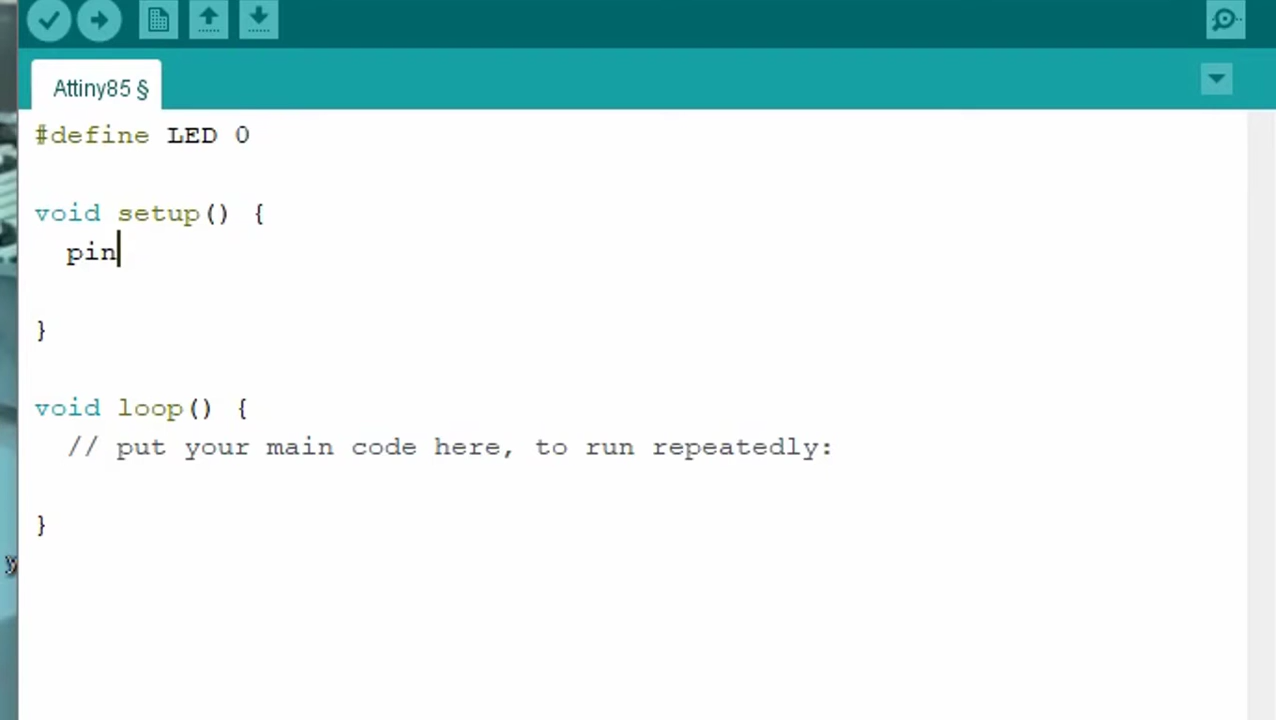 Attiny85 §
#define LED 0
void setup() {
pin
}
void loop() {
// put your main code here, to run repeatedly:
}
y